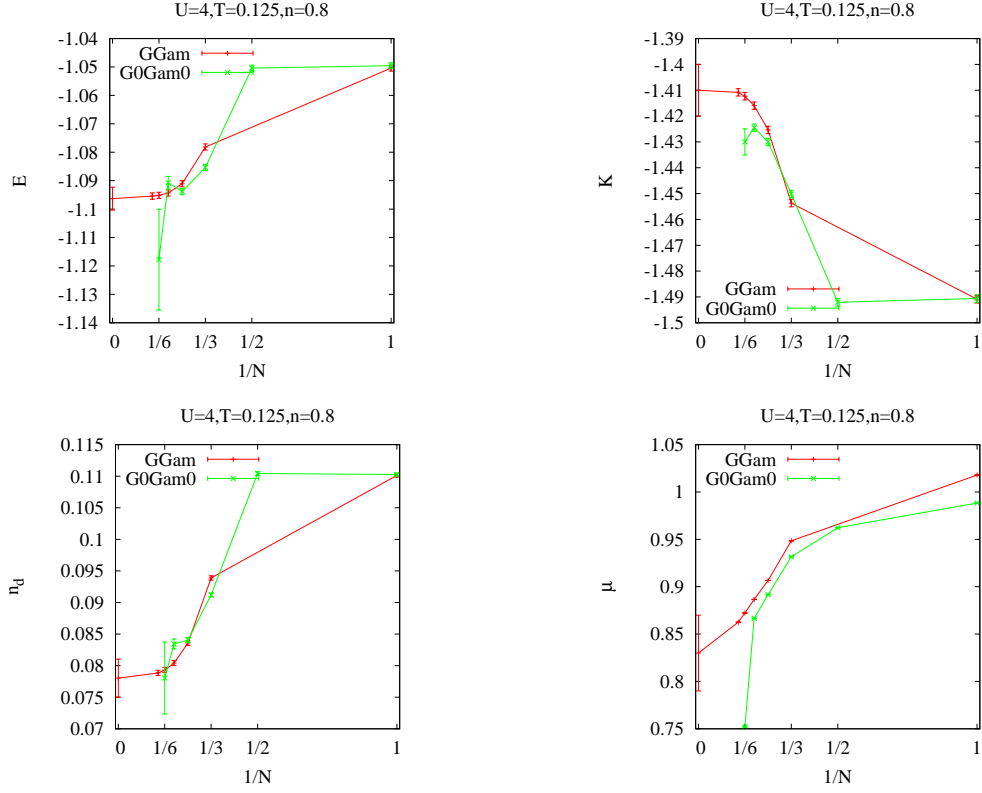 U=4,T=0.125,n=0.8
-1.04
-1.05
-1.06
-1.07
-1.08
-1.09
-1.1
-1.11
-1.12
-1.13
-1.14
E
GGam
G0Gam0
0 1/6 1/3 1/2 1
1/N
U=4,T=0.125,n=0.8
-1.39
-1.4
-1.41
-1.42
-1.43
-1.44
-1.45
-1.46
-1.47
-1.48
-1.49
-1.5
K
GGam
G0Gam0
0 1/6 1/3 1/2 1
1/N
U=4,T=0.125,n=0.8
0.115
0.11
0.105
0.1
0.095
0.09
0.085
0.08
0.075
0.07
n_d
GGam
G0Gam0
0 1/6 1/3 1/2 1
1/N
U=4,T=0.125,n=0.8
1.05
1
0.95
0.9
0.85
0.8
0.75
μ
GGam
G0Gam0
0 1/6 1/3 1/2 1
1/N